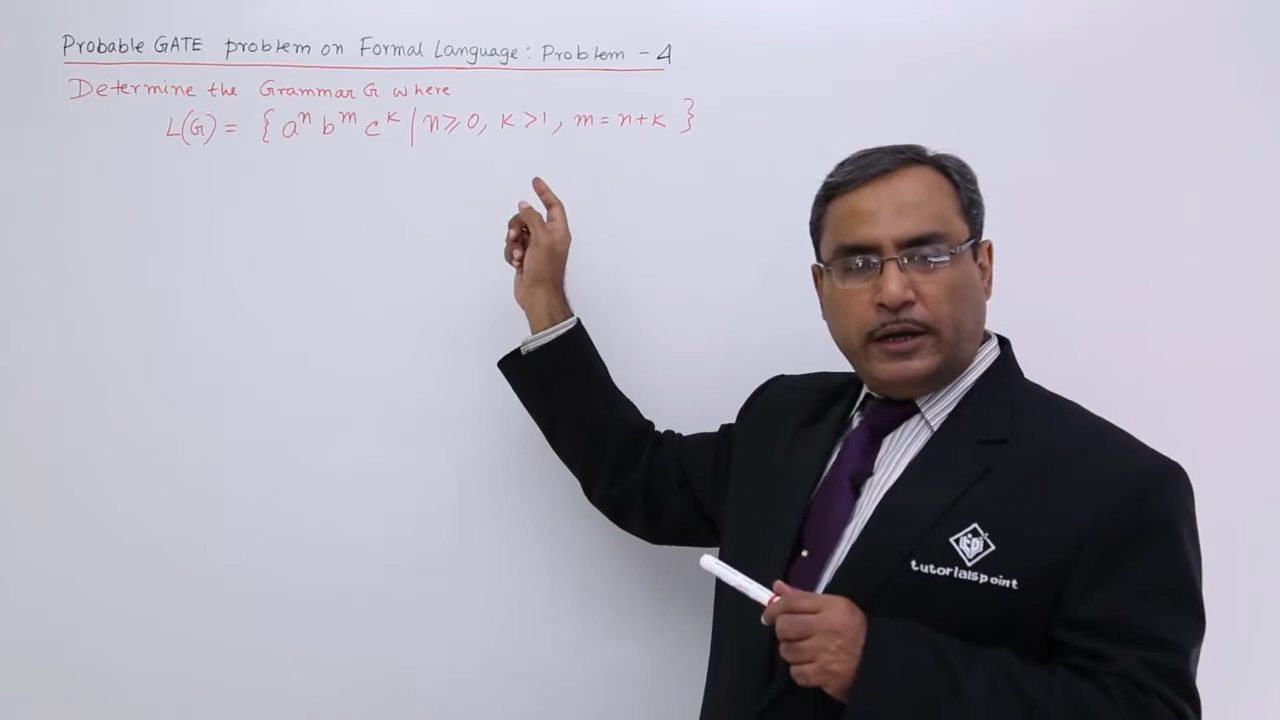 Probable GATE problem on Formal Language : Problem - 4
Determine the Grammar G where
L(G) = { aⁿ bᵐ cᵏ | n ⩾ 0, k > 1, m = n + k }
tutorialspoint